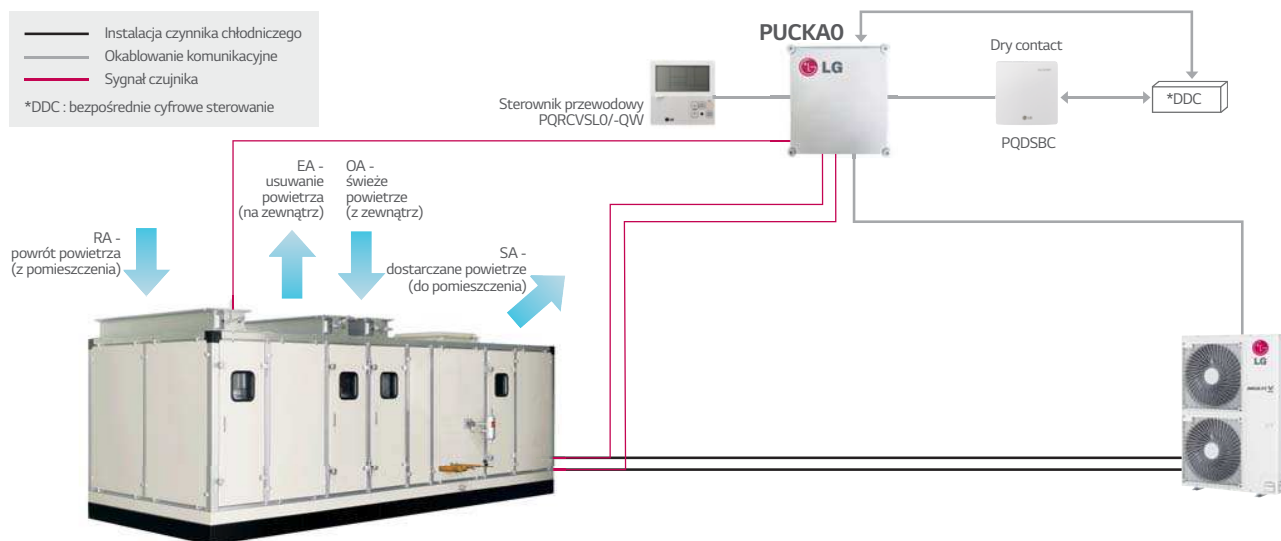 Instalacja czynnika chłodniczego
Okablowanie komunikacyjne
Sygnał czujnika
*DDC : bezpośrednie cyfrowe sterowanie
PUCKA0
LG
Sterownik przewodowy
PQRCVSL0/-QW
Dry contact
PQDSBC
*DDC
RA -
powrót powietrza
(z pomieszczenia)
EA -
usuwanie
powietrza
(na zewnątrz)
OA -
świeże
powietrze
(z zewnątrz)
SA -
dostarczane powietrze
(do pomieszczenia)
LG
MULTI V